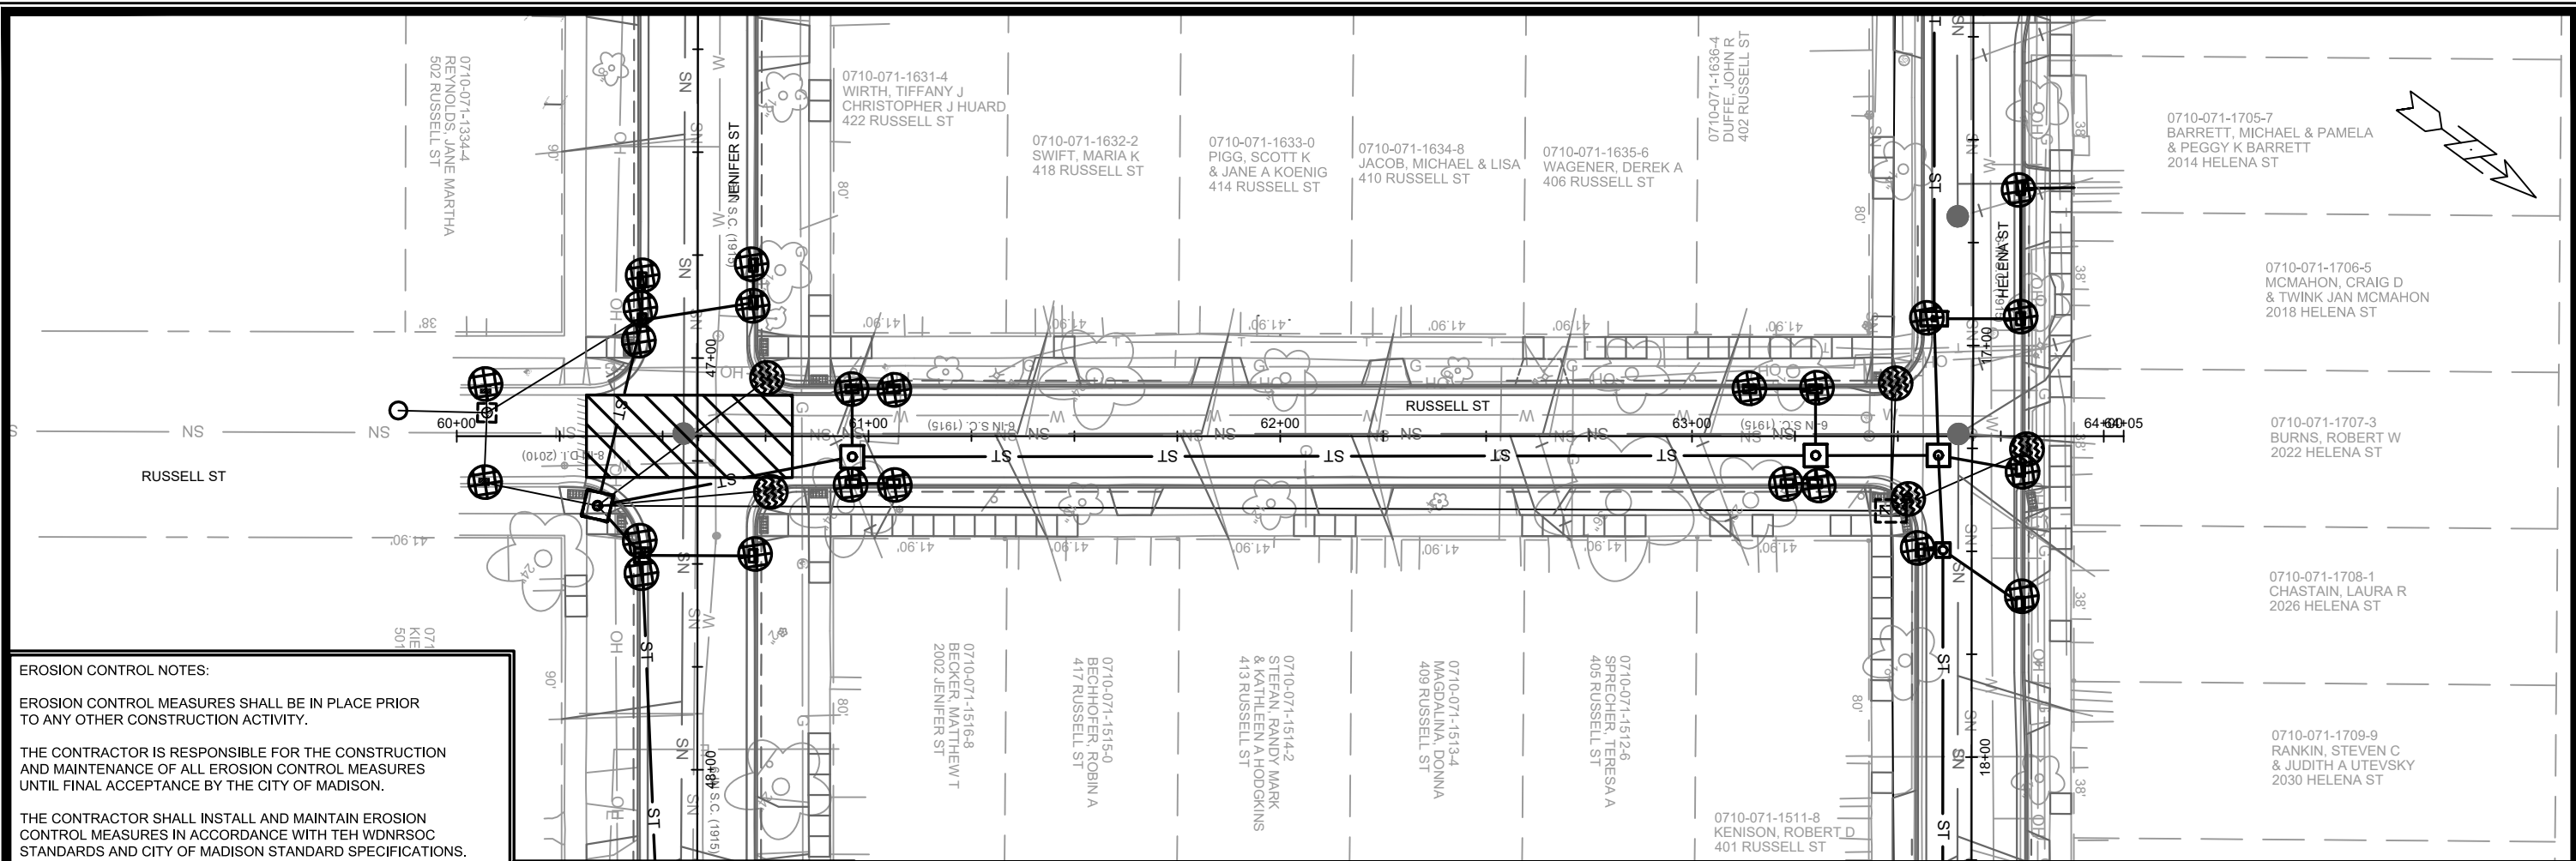 0710-071-1334-4
REYNOLDS, JANE MARTHA
502 RUSSELL ST
0710-071-1631-4
WIRTH, TIFFANY J
CHRISTOPHER J HUARD
422 RUSSELL ST
0710-071-1632-2
SWIFT, MARIA K
418 RUSSELL ST
0710-071-1633-0
PIGG, SCOTT K
& JANE A KOENIG
414 RUSSELL ST
0710-071-1634-8
JACOB, MICHAEL & LISA
410 RUSSELL ST
0710-071-1635-6
WAGENER, DEREK A
406 RUSSELL ST
0710-071-1636-4
DUFFE, JOHN R
402 RUSSELL ST
0710-071-1705-7
BARRETT, MICHAEL & PAMELA
& PEGGY K BARRETT
2014 HELENA ST
0710-071-1706-5
MCMAHON, CRAIG D
& TWINK JAN MCMAHON
2018 HELENA ST
0710-071-1707-3
BURNS, ROBERT W
2022 HELENA ST
0710-071-1708-1
CHASTAIN, LAURA R
2026 HELENA ST
0710-071-1709-9
RANKIN, STEVEN C
& JUDITH A UTEVSKY
2030 HELENA ST
JENIFER ST
HELENA ST
RUSSELL ST
RUSSELL ST
60+00
61+00
62+00
63+00
47+00
48+00
17+00
18+00
8-IN D.I. (2010)
6-IN S.C. (1915)
6-IN S.C. (1915)
0710-071-1516-8
BECKER, MATTHEW T
2002 JENIFER ST
0710-071-1515-0
BECHHOFER, ROBIN A
417 RUSSELL ST
0710-071-1514-2
STEFAN, RANDY MARK
& KATHLEEN A HODGKINS
413 RUSSELL ST
0710-071-1513-4
MAGDALINA, DONNA
409 RUSSELL ST
0710-071-1512-6
SPRECHER, TERESA A
405 RUSSELL ST
0710-071-1511-8
KENISON, ROBERT D
401 RUSSELL ST
EROSION CONTROL NOTES:
EROSION CONTROL MEASURES SHALL BE IN PLACE PRIOR
TO ANY OTHER CONSTRUCTION ACTIVITY.
THE CONTRACTOR IS RESPONSIBLE FOR THE CONSTRUCTION
AND MAINTENANCE OF ALL EROSION CONTROL MEASURES
UNTIL FINAL ACCEPTANCE BY THE CITY OF MADISON.
THE CONTRACTOR SHALL INSTALL AND MAINTAIN EROSION
CONTROL MEASURES IN ACCORDANCE WITH TEH WDNRSOC
STANDARDS AND CITY OF MADISON STANDARD SPECIFICATIONS.